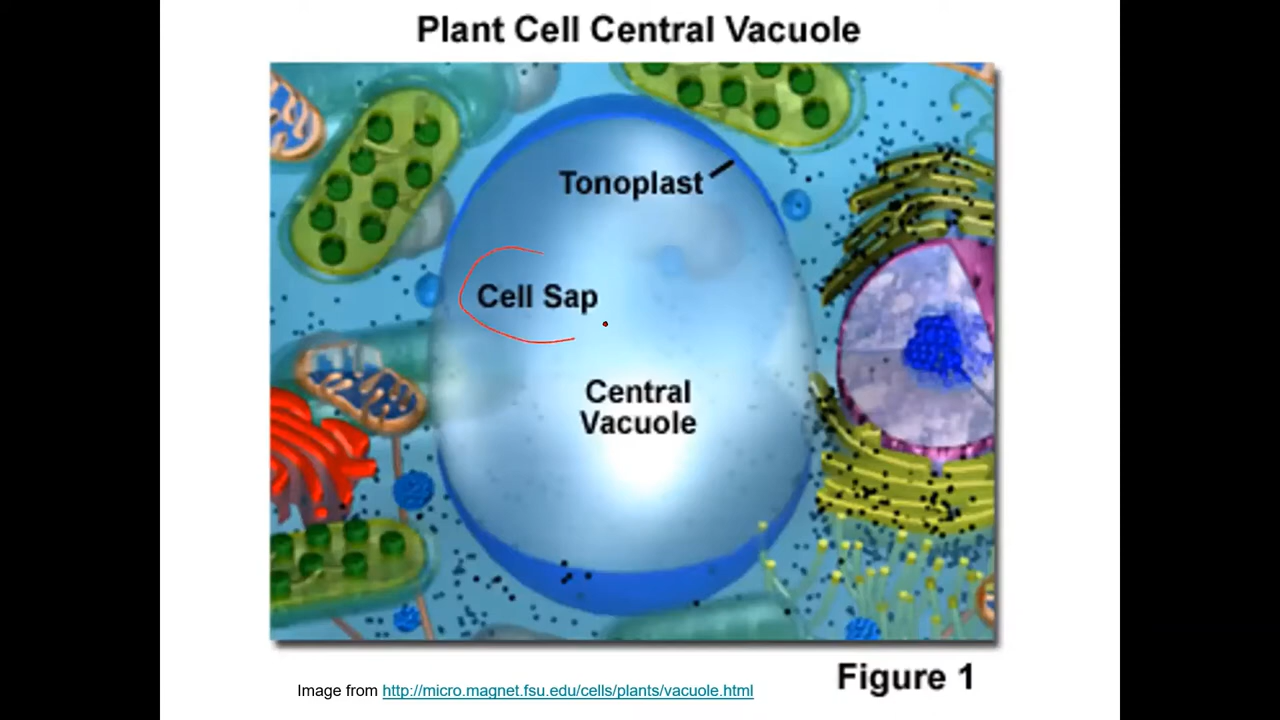 Plant Cell Central Vacuole
Tonoplast
Cell Sap
Central
Vacuole
Figure 1
Image from http://micro.magnet.fsu.edu/cells/plants/vacuole.html